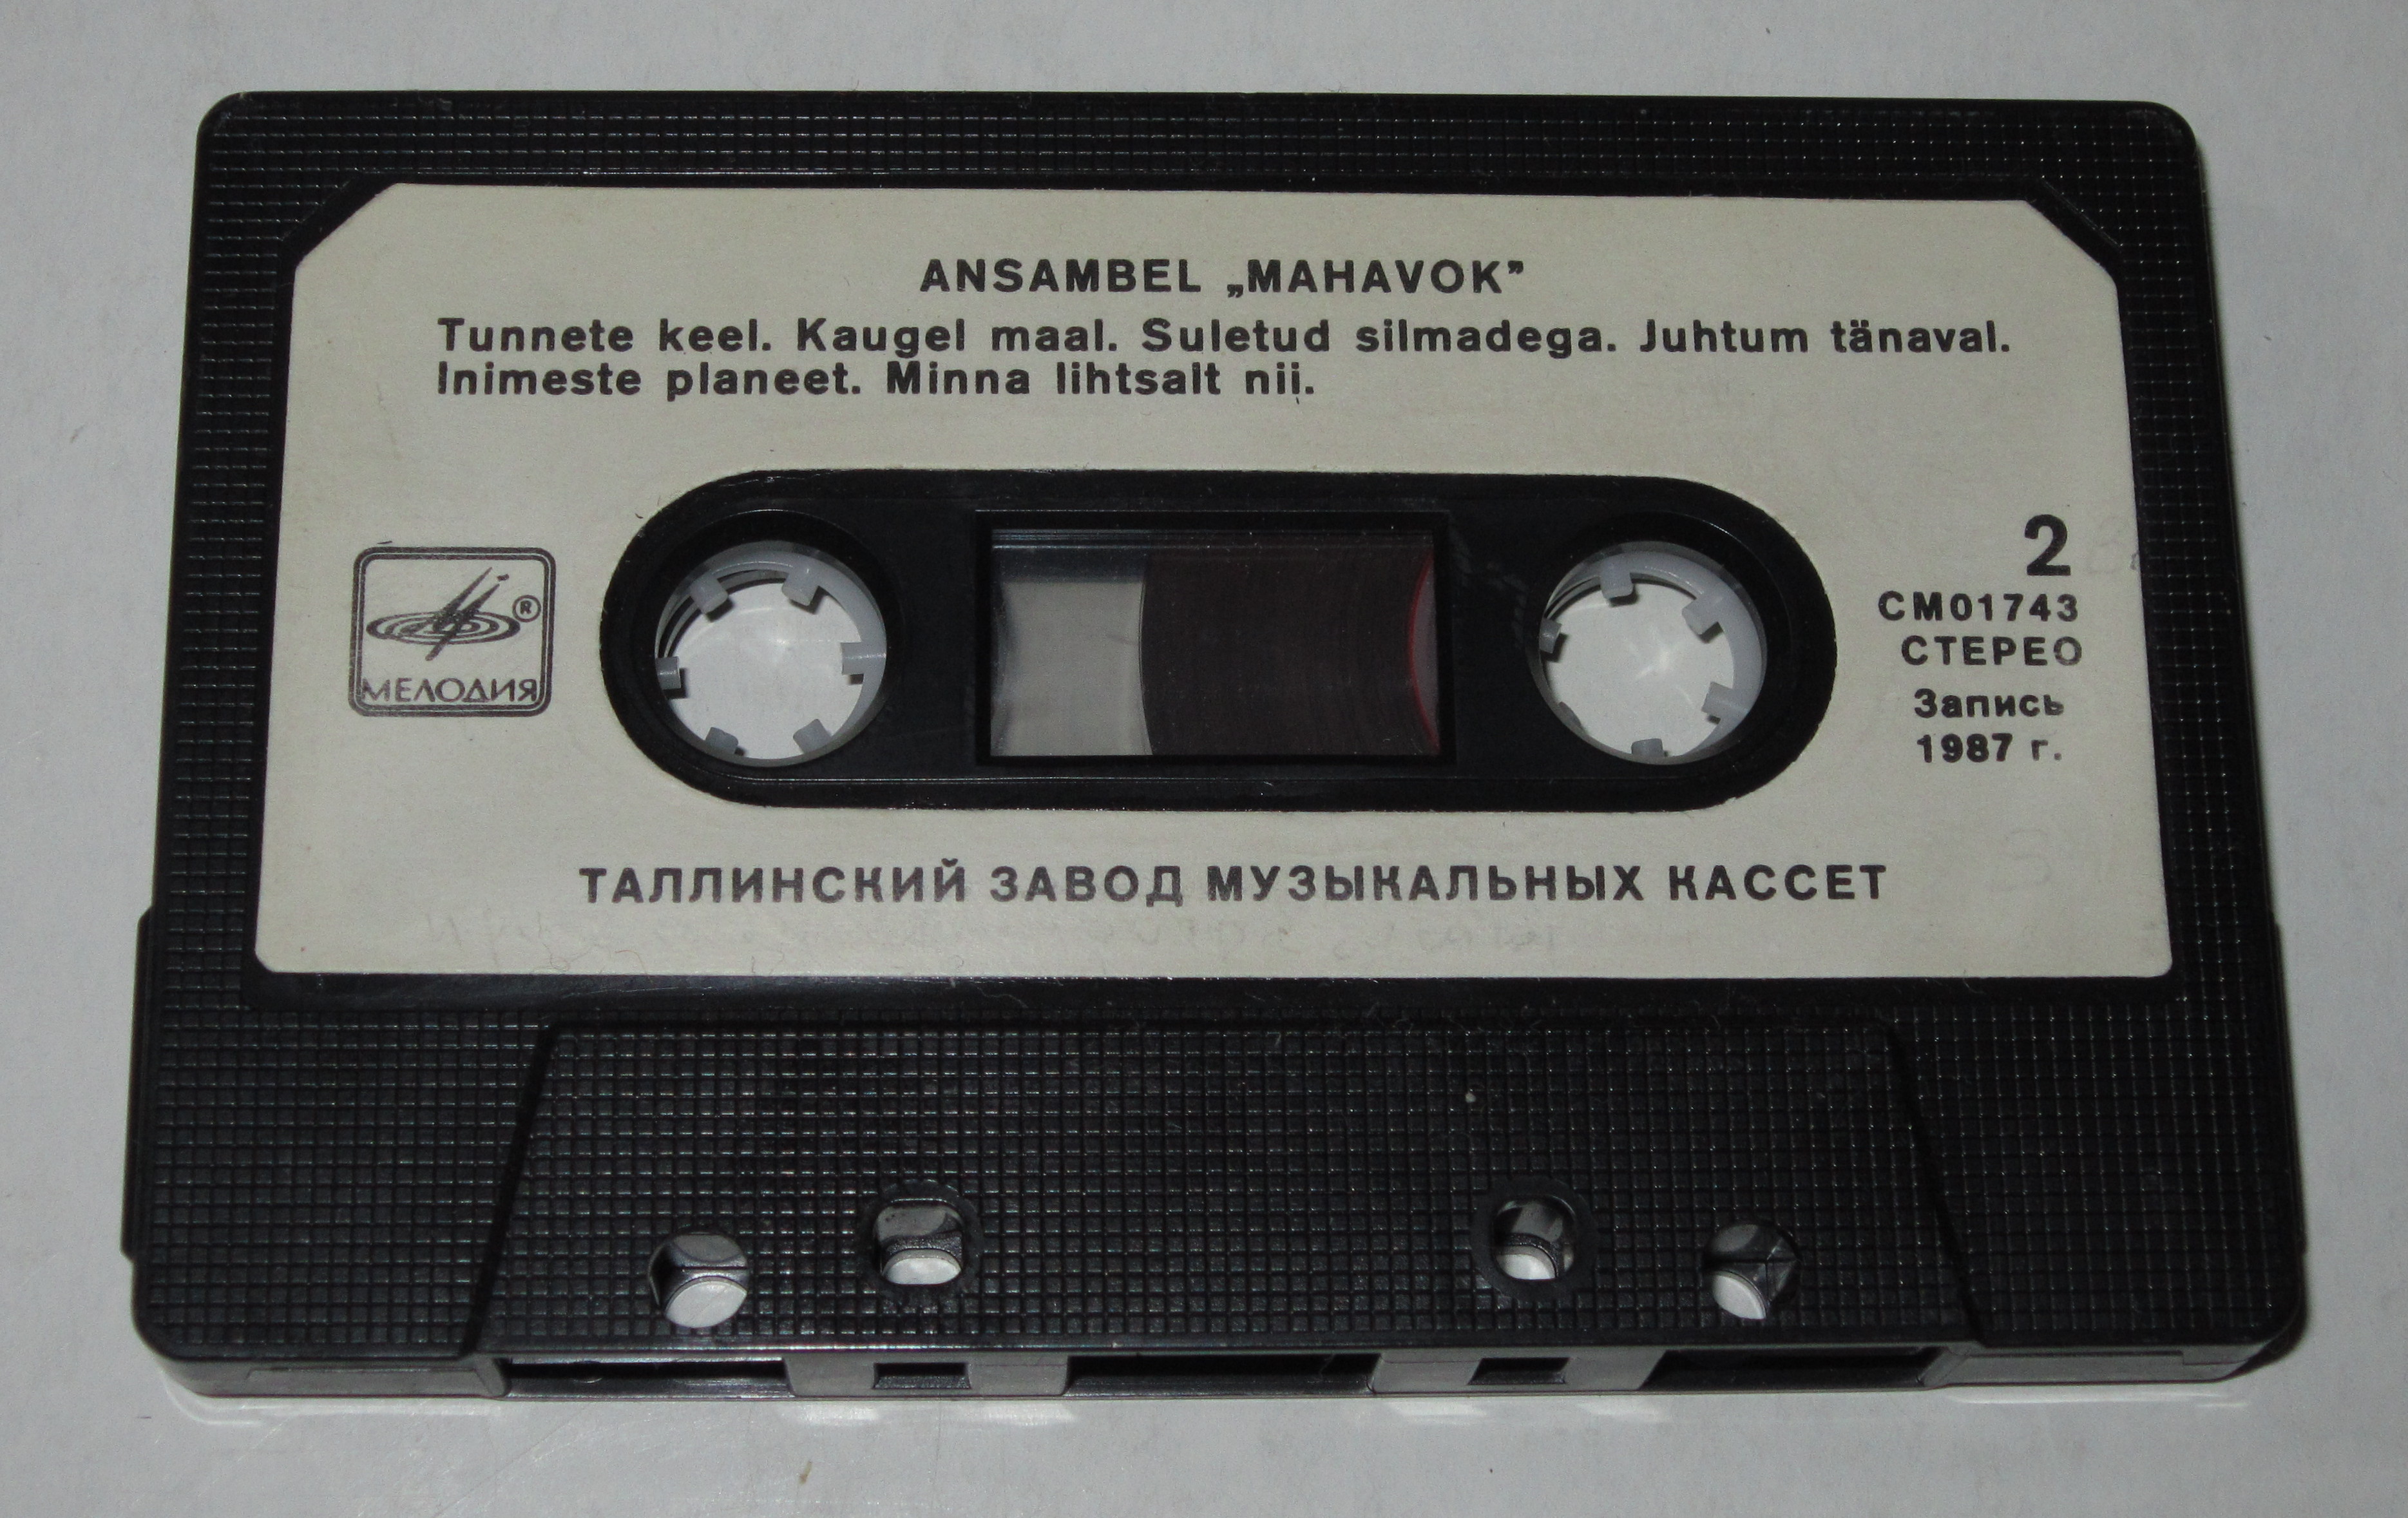 ANSAMBEL „MAHAVOK”
Tunnete keel. Kaugel maal. Suletud silmadega. Juhtum tänaval.
Inimeste planeet. Minna lihtsalt nii.
®
МЕЛОДИЯ
2
СМ01743
СТЕРЕО
Запись
1987 г.
ТАЛЛИНСКИЙ ЗАВОД МУЗЫКАЛЬНЫХ КАССЕТ